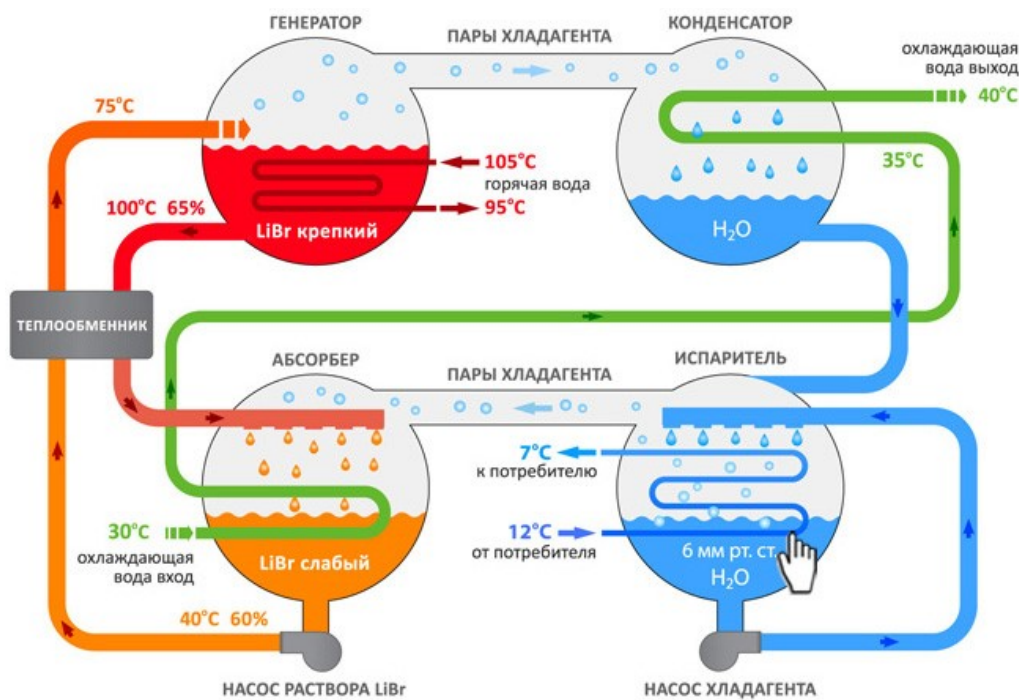 ГЕНЕРАТОР
ПАРЫ ХЛАДАГЕНТА
КОНДЕНСАТОР
охлаждающая
вода выход
40°C
75°C
105°C
горячая вода
95°C
35°C
100°C 65%
LiBr крепкий
H₂O
ТЕПЛООБМЕННИК
АБСОРБЕР
ПАРЫ ХЛАДАГЕНТА
ИСПАРИТЕЛЬ
7°C
к потребителю
30°C
охлаждающая
вода вход
12°C
от потребителя
LiBr слабый
6 мм рт. ст.
H₂O
40°C 60%
НАСОС РАСТВОРА LiBr
НАСОС ХЛАДАГЕНТА